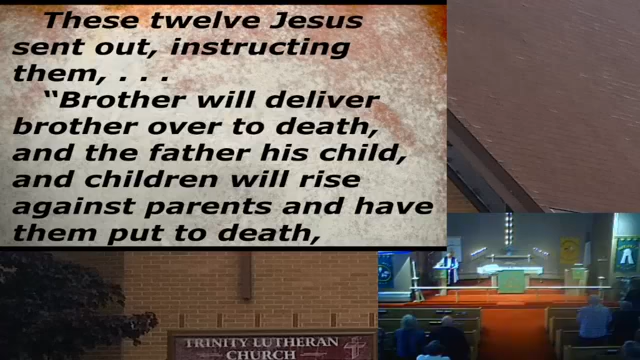 These twelve Jesus
sent out, instructing
them, . . .
“Brother will deliver
brother over to death,
and the father his child,
and children will rise
against parents and have
them put to death,
TRINITY LUTHERAN
CHURCH